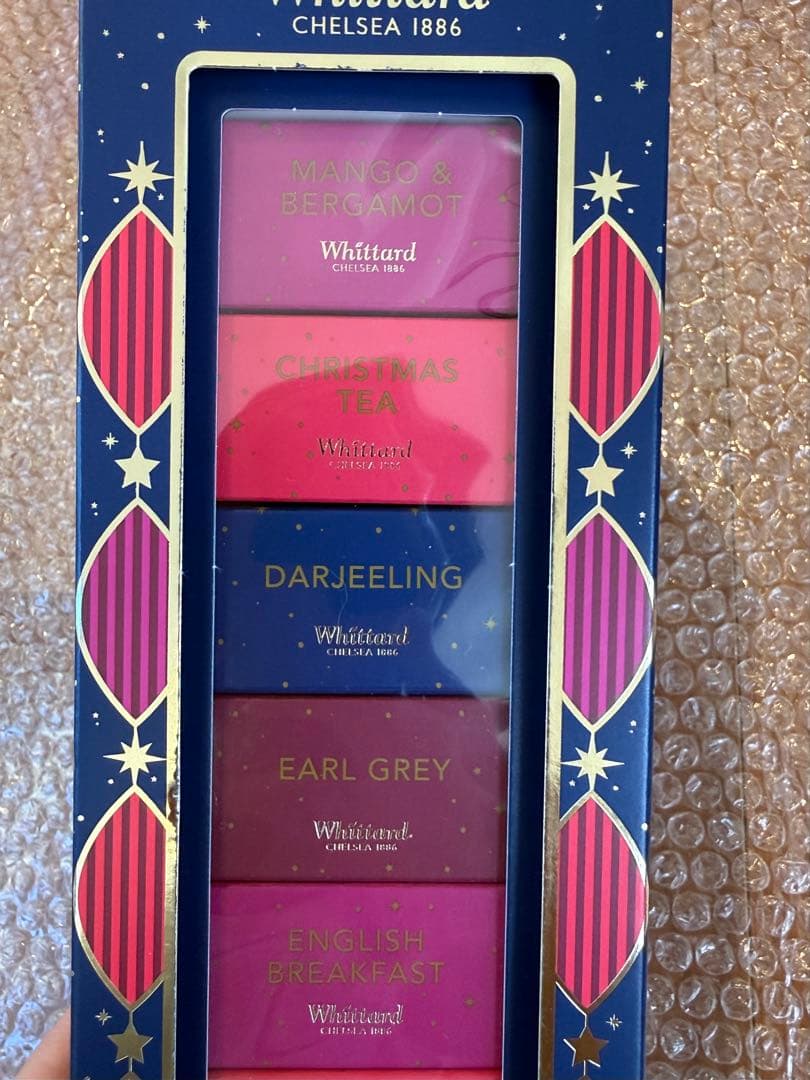 Whittard
CHELSEA 1886
MANGO &
BERGAMOT
Whittard
CHELSEA 1886
CHRISTMAS
TEA
Whittard
CHELSEA 1886
DARJEELING
Whittard
CHELSEA 1886
EARL GREY
Whittard
CHELSEA 1886
ENGLISH
BREAKFAST
Whittard
CHELSEA 1886